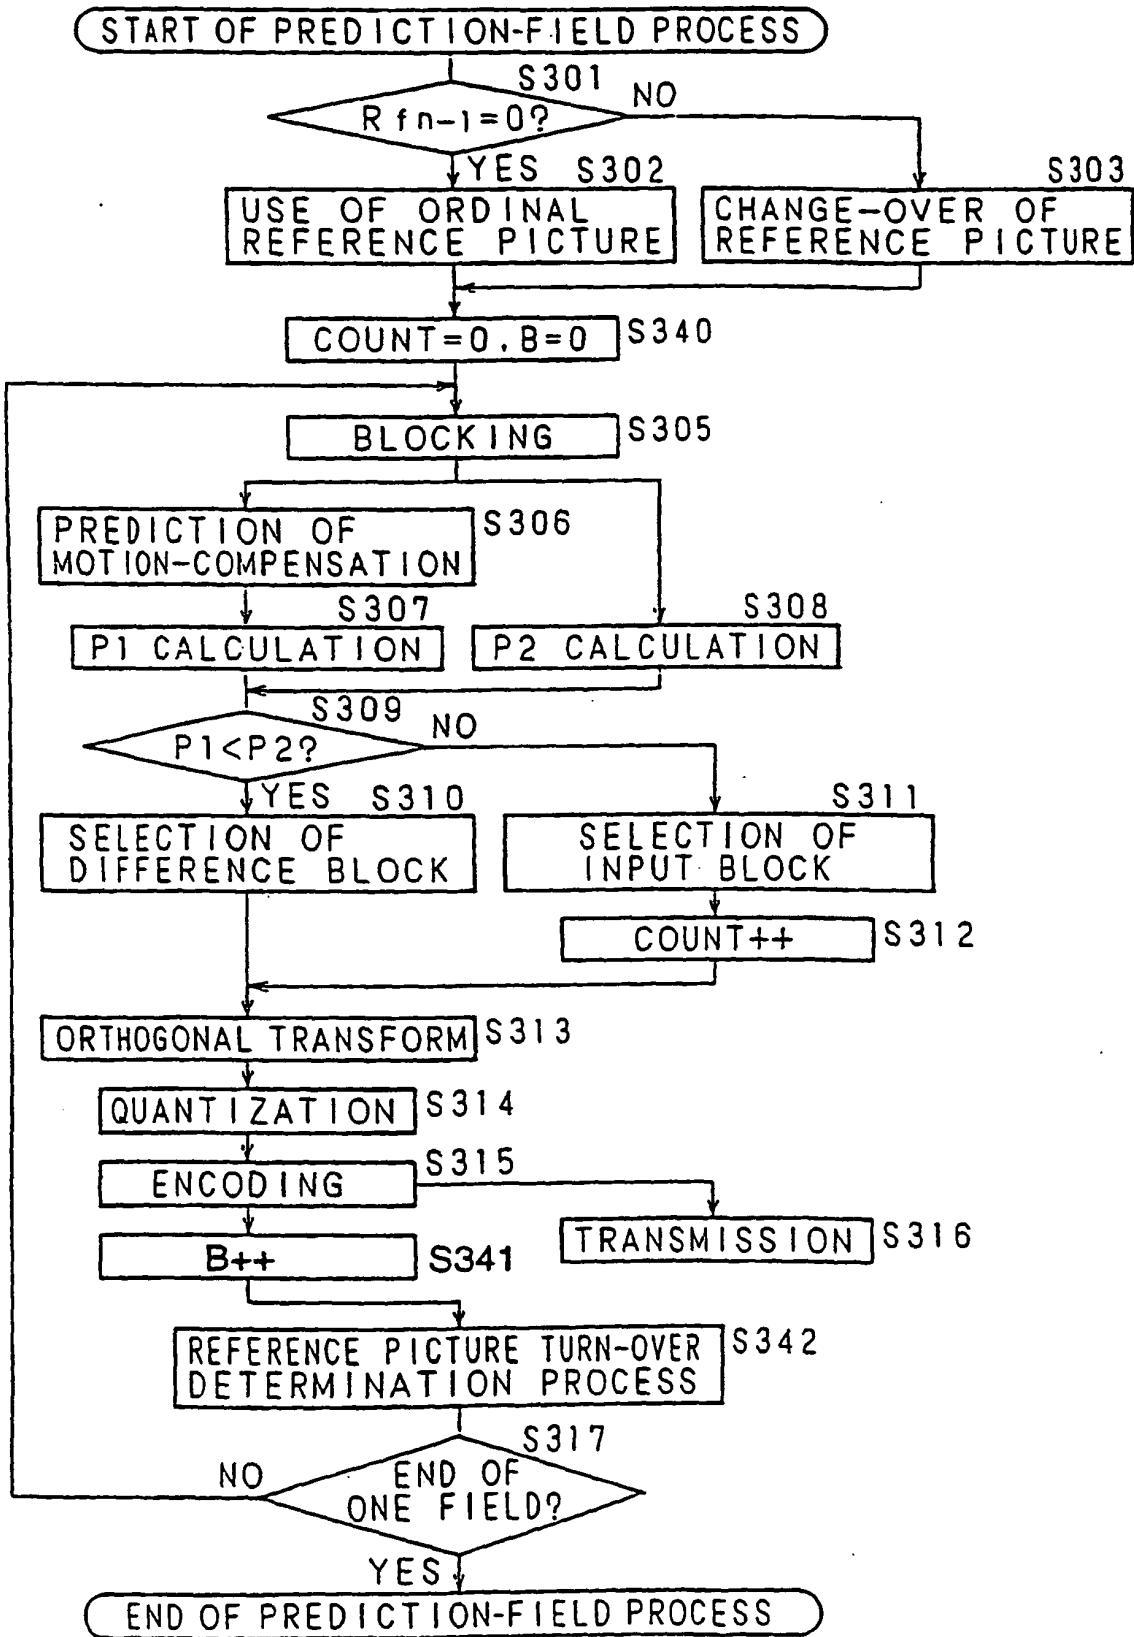 START OF PREDICTION-FIELD PROCESS
S301
Rfn-1=0?
NO
YES
S302
S303
USE OF ORDINAL
REFERENCE PICTURE
CHANGE-OVER OF
REFERENCE PICTURE
COUNT=0.B=0
S340
BLOCKING
S305
PREDICTION OF
MOTION-COMPENSATION
S306
S307
S308
P1 CALCULATION
P2 CALCULATION
S309
P1<P2?
NO
YES
S310
S311
SELECTION OF
DIFFERENCE BLOCK
SELECTION OF
INPUT BLOCK
COUNT++
S312
ORTHOGONAL TRANSFORM
S313
QUANTIZATION
S314
ENCODING
S315
TRANSMISSION
S316
B++
S341
REFERENCE PICTURE TURN-OVER
DETERMINATION PROCESS
S342
S317
NO
END OF
ONE FIELD?
YES
END OF PREDICTION-FIELD PROCESS